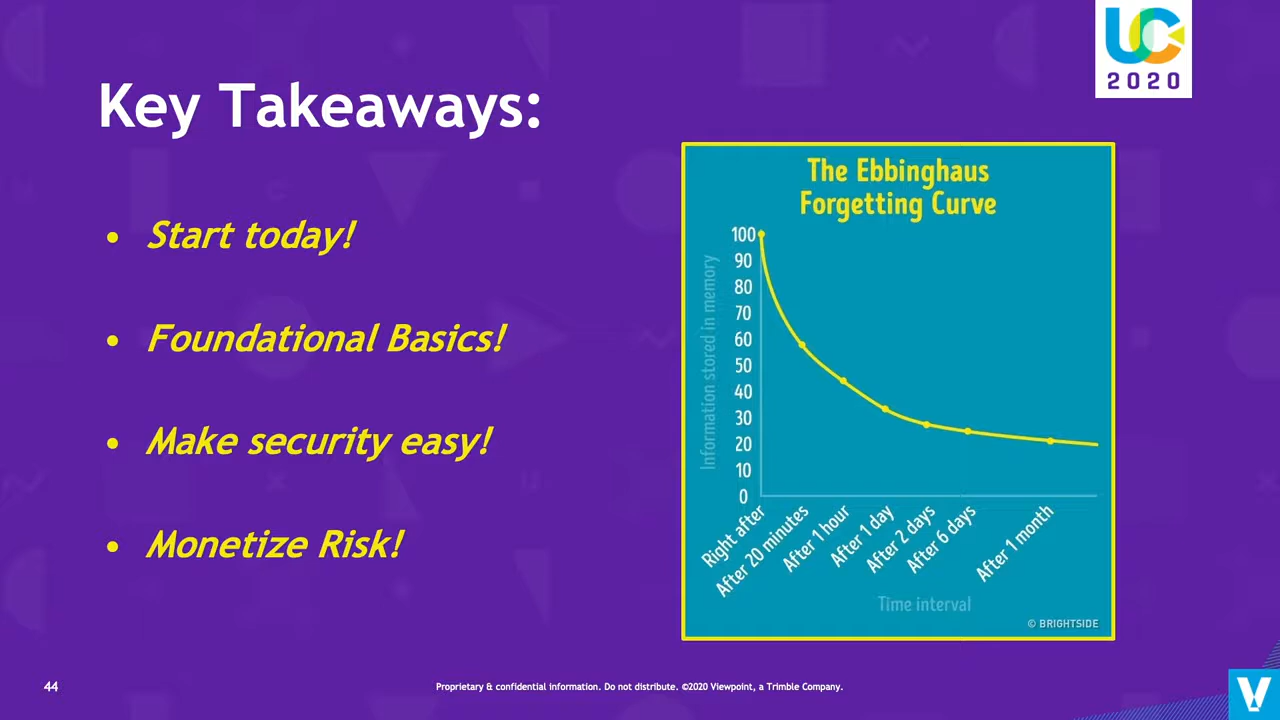 UC
2020
Key Takeaways:
• Start today!
• Foundational Basics!
• Make security easy!
• Monetize Risk!
The Ebbinghaus
Forgetting Curve
Information stored in memory
100
90
80
70
60
50
40
30
20
10
0
Right after
After 20 minutes
After 1 hour
After 1 day
After 2 days
After 6 days
After 1 month
Time interval
© BRIGHTSIDE
44
Proprietary & confidential information. Do not distribute. ©2020 Viewpoint, a Trimble Company.